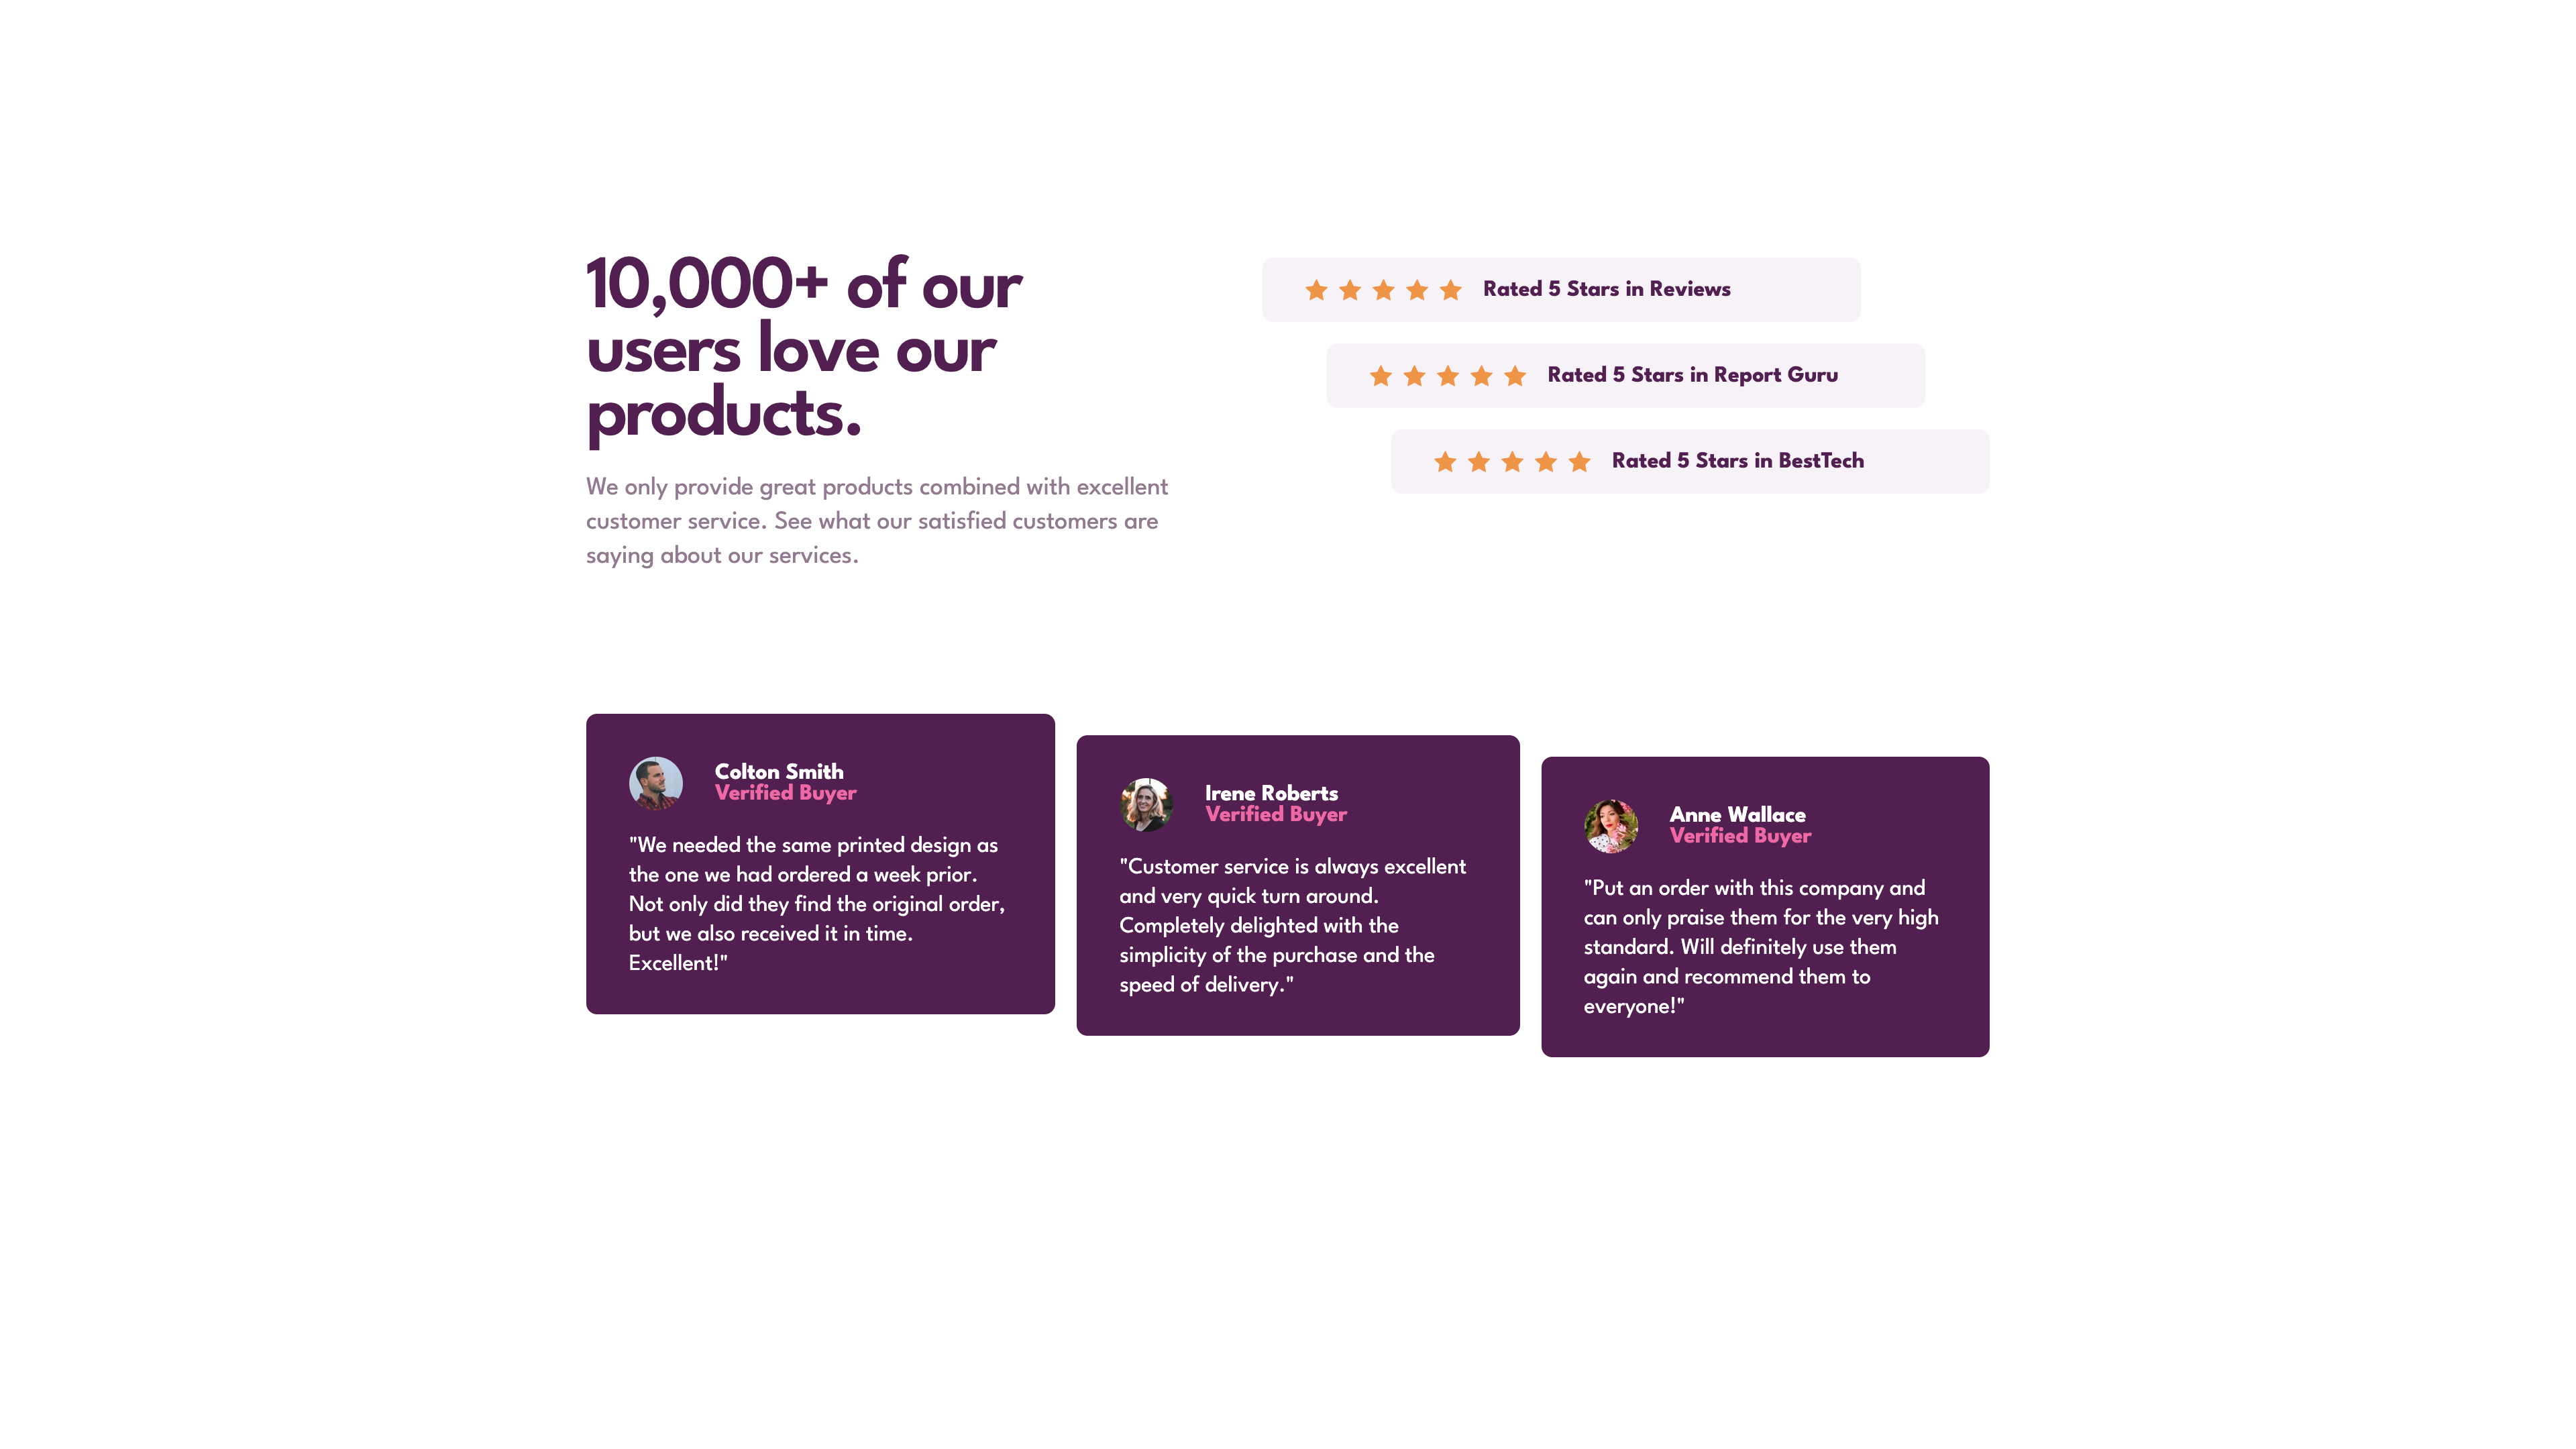 10,000+ of our
users love our
products.
We only provide great products combined with excellent
customer service. See what our satisfied customers are
saying about our services.
Rated 5 Stars in Reviews
Rated 5 Stars in Report Guru
Rated 5 Stars in BestTech
Colton Smith
Verified Buyer
"We needed the same printed design as
the one we had ordered a week prior.
Not only did they find the original order,
but we also received it in time.
Excellent!"
Irene Roberts
Verified Buyer
"Customer service is always excellent
and very quick turn around.
Completely delighted with the
simplicity of the purchase and the
speed of delivery."
Anne Wallace
Verified Buyer
"Put an order with this company and
can only praise them for the very high
standard. Will definitely use them
again and recommend them to
everyone!"